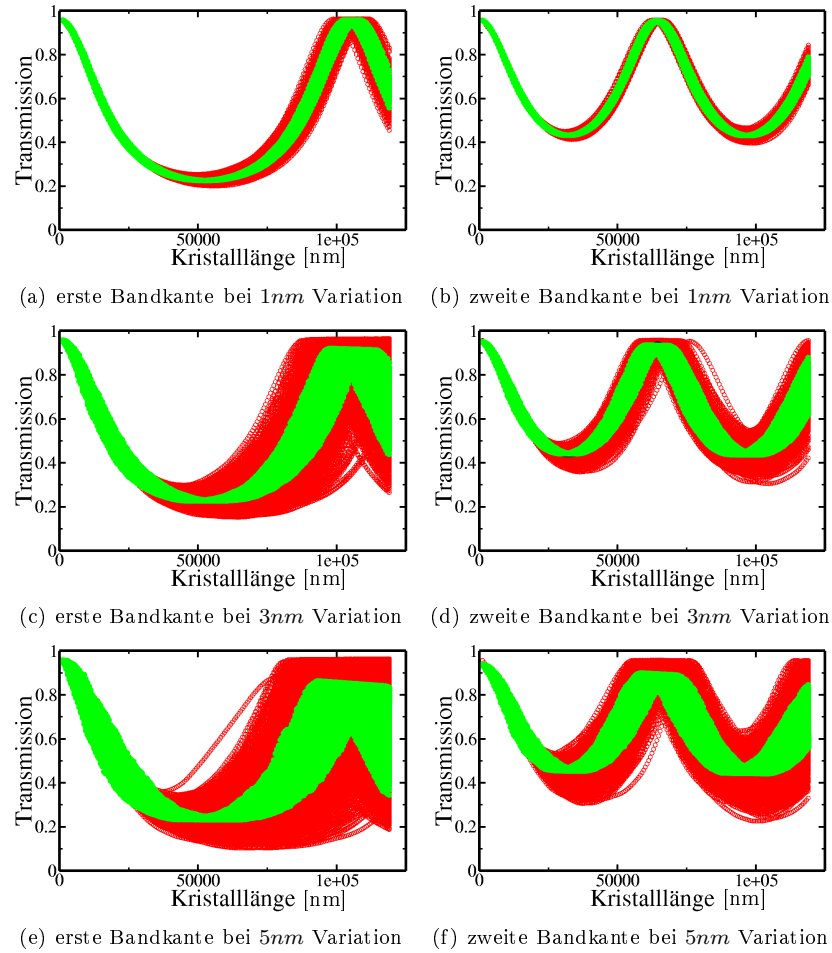 1
0.8
0.6
0.4
0.2
0
Transmission
0 50000 1e+05
Kristalllänge [nm]
(a) erste Bandkante bei 1nm Variation
1
0.8
0.6
0.4
0.2
0
Transmission
0 50000 1e+05
Kristalllänge [nm]
(b) zweite Bandkante bei 1nm Variation
1
0.8
0.6
0.4
0.2
0
Transmission
0 50000 1e+05
Kristalllänge [nm]
(c) erste Bandkante bei 3nm Variation
1
0.8
0.6
0.4
0.2
0
Transmission
0 50000 1e+05
Kristalllänge [nm]
(d) zweite Bandkante bei 3nm Variation
1
0.8
0.6
0.4
0.2
0
Transmission
0 50000 1e+05
Kristalllänge [nm]
(e) erste Bandkante bei 5nm Variation
1
0.8
0.6
0.4
0.2
0
Transmission
0 50000 1e+05
Kristalllänge [nm]
(f) zweite Bandkante bei 5nm Variation